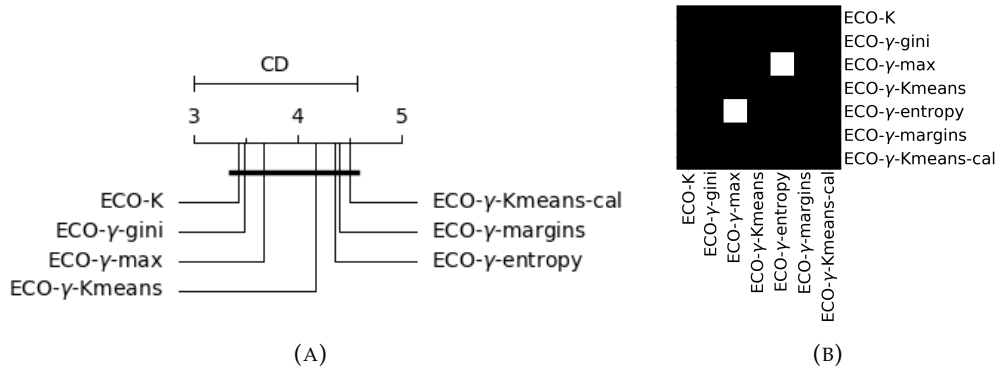 CD
3 4 5
ECO-K
ECO-γ-gini
ECO-γ-max
ECO-γ-Kmeans
ECO-γ-Kmeans-cal
ECO-γ-margins
ECO-γ-entropy
(A)
ECO-K
ECO-γ-gini
ECO-γ-max
ECO-γ-Kmeans
ECO-γ-entropy
ECO-γ-margins
ECO-γ-Kmeans-cal
ECO-K
ECO-γ-gini
ECO-γ-max
ECO-γ-Kmeans
ECO-γ-entropy
ECO-γ-margins
ECO-γ-Kmeans-cal
(B)